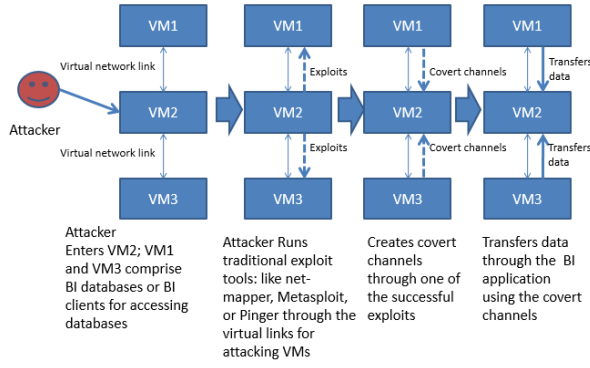 VM1
VM1
VM1
VM1
Virtual network link
Exploits
Covert channels
Transfers
data
Attacker
VM2
VM2
VM2
VM2
Virtual network link
Exploits
Covert channels
Transfers
data
VM3
VM3
VM3
VM3
Attacker
Enters VM2; VM1
and VM3 comprise
BI databases or BI
clients for accessing
databases
Attacker Runs
traditional exploit
tools: like net-
mapper, Metasploit,
or Pinger through the
virtual links for
attacking VMs
Creates covert
channels
through one of
the successful
exploits
Transfers data
through the BI
application
using the covert
channels